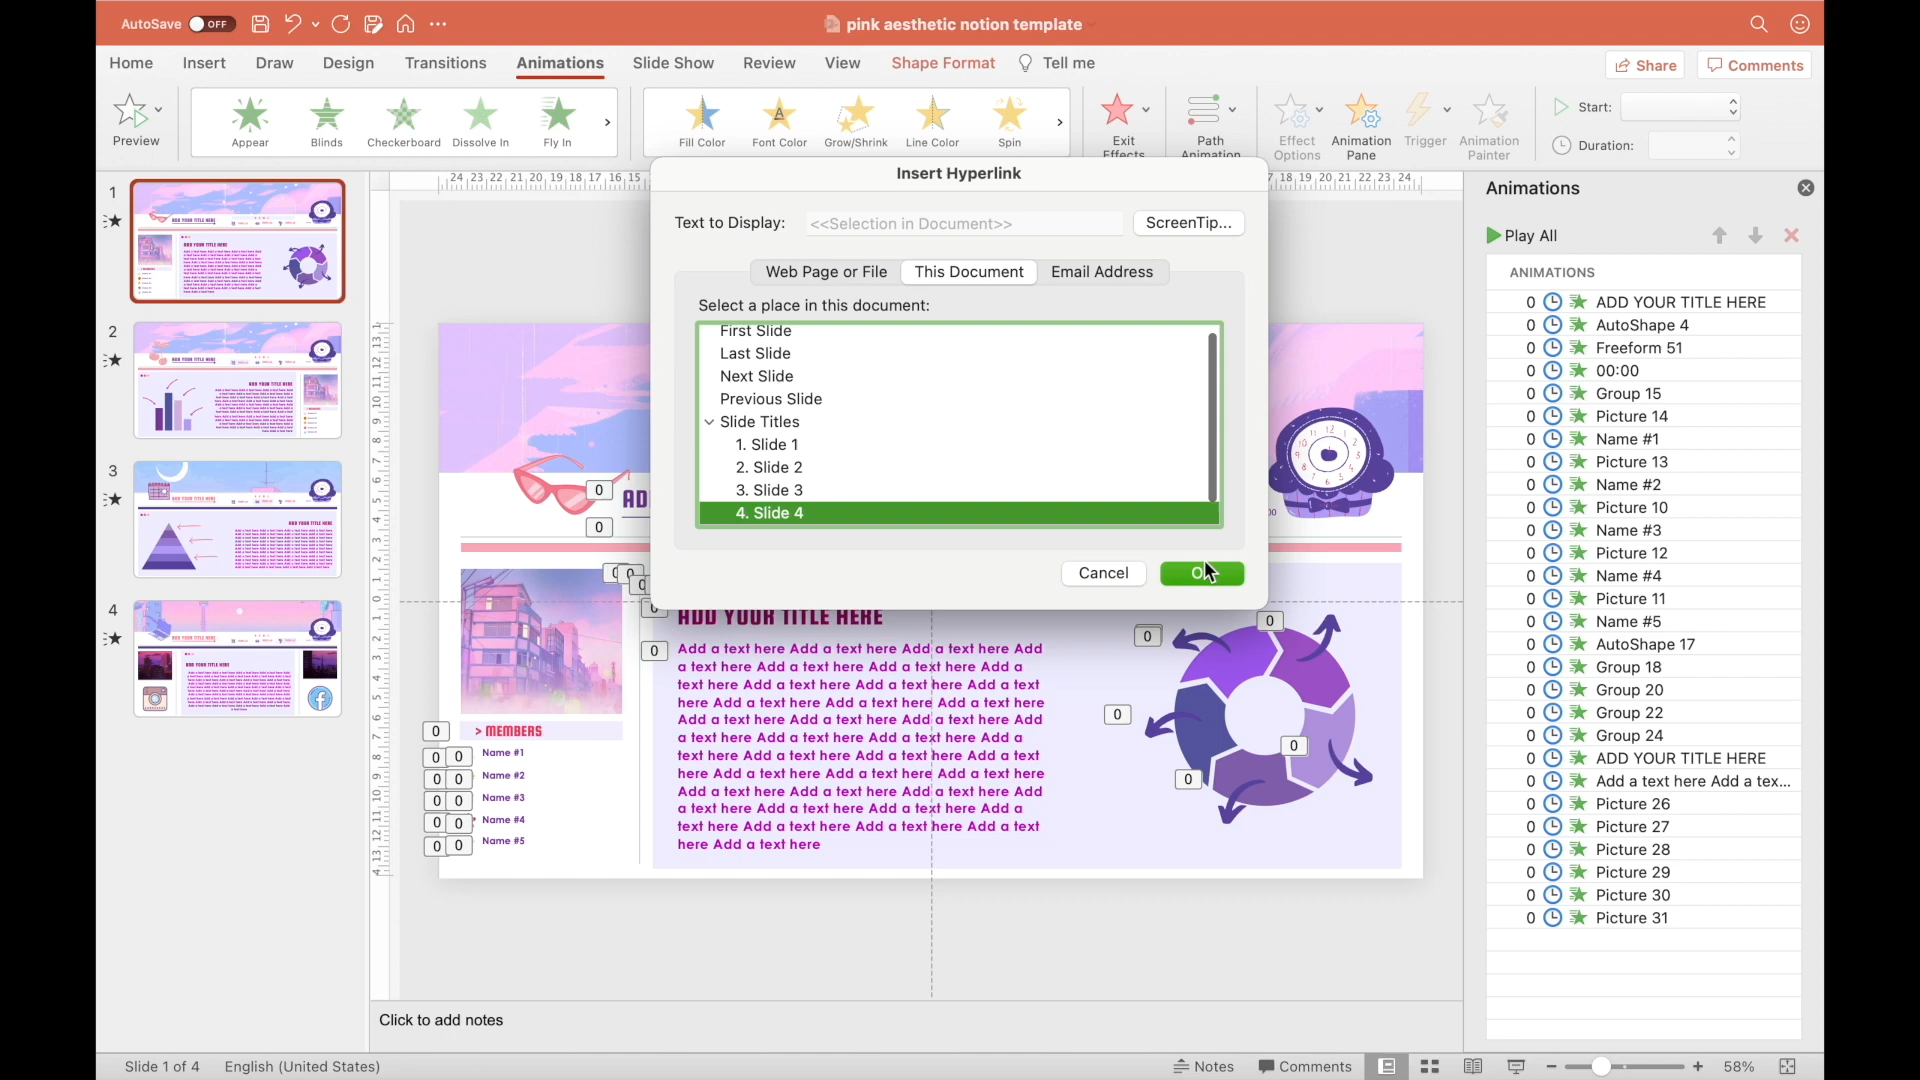 AutoSave OFF
pink aesthetic notion template
Home Insert Draw Design Transitions Animations Slide Show Review View Shape Format Tell me
Share Comments
Preview
Appear Blinds Checkerboard Dissolve In Fly In
Fill Color Font Color Grow/Shrink Line Color Spin
Exit Effects
Path Animation
Effect Options
Animation Pane
Trigger
Animation Painter
Start:
Duration:
Insert Hyperlink
Text to Display: <<Selection in Document>> ScreenTip...
Web Page or File This Document Email Address
Select a place in this document:
First Slide
Last Slide
Next Slide
Previous Slide
Slide Titles
1. Slide 1
2. Slide 2
3. Slide 3
4. Slide 4
Cancel
1
2
3
4
ADD YOUR TITLE HERE
Add a text here Add a text here Add a text here Add
a text here Add a text here Add a text here Add a
text here Add a text here Add a text here Add a text
here Add a text here Add a text here Add a text here
Add a text here Add a text here Add a text here Add
a text here Add a text here Add a text here Add a
text here Add a text here Add a text here Add a text
here Add a text here Add a text here Add a text here
Add a text here Add a text here Add a text here Add
a text here Add a text here Add a text here Add a
text here Add a text here Add a text here Add a text
here Add a text here
> MEMBERS
Name #1
Name #2
Name #3
Name #4
Name #5
Animations
Play All
ANIMATIONS
0 ADD YOUR TITLE HERE
0 AutoShape 4
0 Freeform 51
0 00:00
0 Group 15
0 Picture 14
0 Name #1
0 Picture 13
0 Name #2
0 Picture 10
0 Name #3
0 Picture 12
0 Name #4
0 Picture 11
0 Name #5
0 AutoShape 17
0 Group 18
0 Group 20
0 Group 22
0 Group 24
0 ADD YOUR TITLE HERE
0 Add a text here Add a tex...
0 Picture 26
0 Picture 27
0 Picture 28
0 Picture 29
0 Picture 30
0 Picture 31
Click to add notes
Slide 1 of 4 English (United States)
Notes Comments 58%